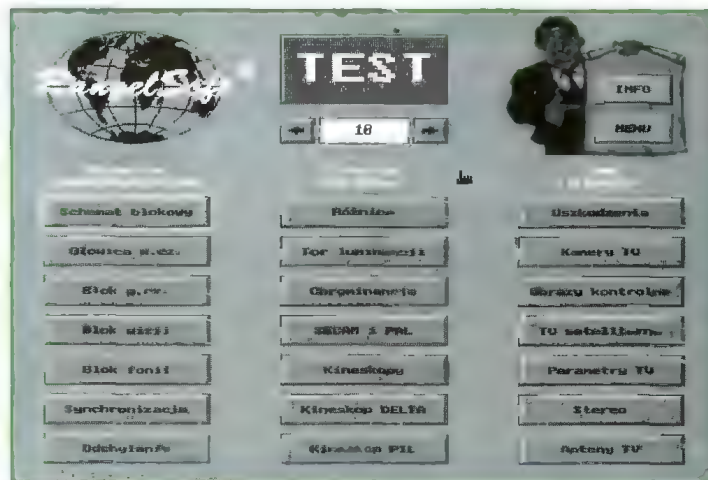 TEST
INFO
10
MENU
Schemat blokowy
Różnice
Uszkodzenia
Głowica w.cz.
Tor luminancji
Kamery TV
Blok p.cz.
Chrominancja
Obrazy kontrolne
Blok wizji
SECAM i PAL
TV satelitarna
Blok fonii
Kineskopy
Parametry TV
Synchronizacja
Kineskop DELTA
Stereo
Odchylanie
Kineskop PIL
Anteny TV